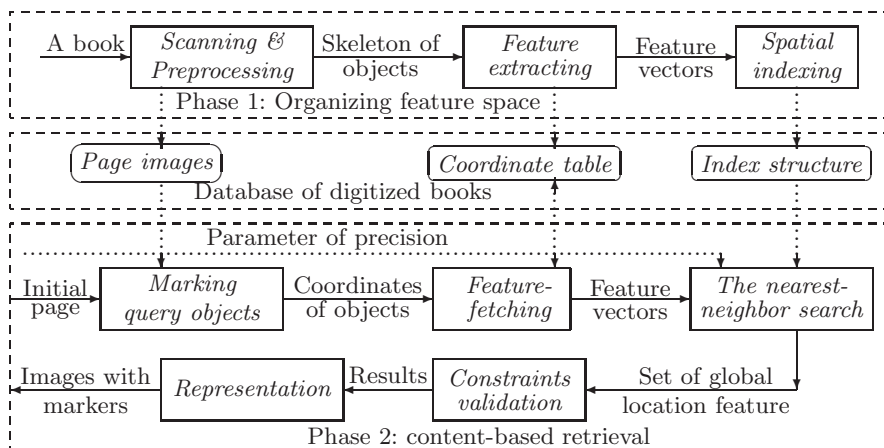 A book
Scanning &
Preprocessing
Skeleton of
objects
Feature
extracting
Feature
vectors
Spatial
indexing
Phase 1: Organizing feature space
Page images
Coordinate table
Index structure
Database of digitized books
Parameter of precision
Initial
page
Marking
query objects
Coordinates
of objects
Feature-
fetching
Feature
vectors
The nearest-
neighbor search
Images with
markers
Representation
Results
Constraints
validation
Set of global
location feature
Phase 2: content-based retrieval